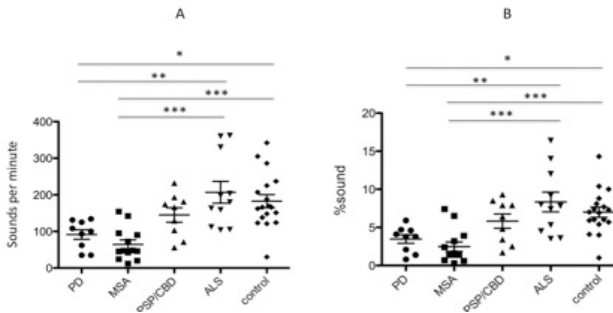 A
*
**
***
***
400
300
200
100
0
Sounds per minute
PD
MSA
PSP/CBD
ALS
control
B
*
**
***
***
20
15
10
5
0
%sound
PD
MSA
PSP/CBD
ALS
control